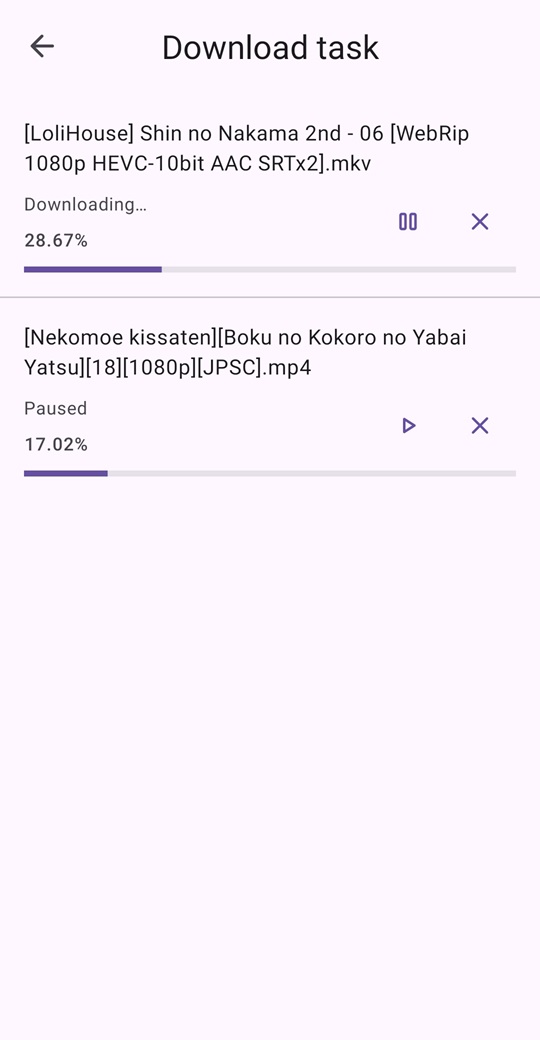 Download task
[LoliHouse] Shin no Nakama 2nd - 06 [WebRip
1080p HEVC-10bit AAC SRTx2].mkv
Downloading…
28.67%
[Nekomoe kissaten][Boku no Kokoro no Yabai
Yatsu][18][1080p][JPSC].mp4
Paused
17.02%